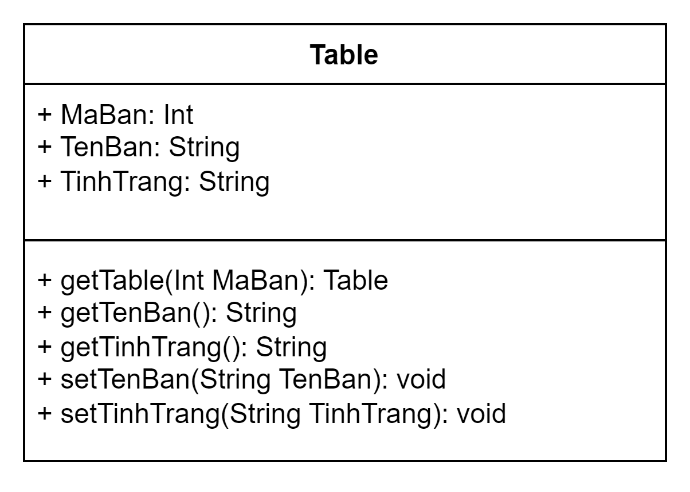 Table
+ MaBan: Int
+ TenBan: String
+ TinhTrang: String
+ getTable(Int MaBan): Table
+ getTenBan(): String
+ getTinhTrang(): String
+ setTenBan(String TenBan): void
+ setTinhTrang(String TinhTrang): void